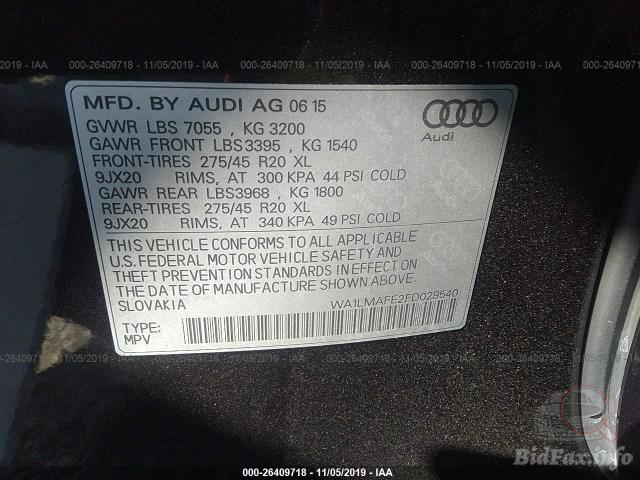 000-26409718 - 11/05/2019 - IAA
MFD. BY AUDI AG 06 15
Audi
GVWR LBS 7055 , KG 3200
GAWR FRONT LBS3395 , KG 1540
FRONT-TIRES 275/45 R20 XL
9JX20 RIMS, AT 300 KPA 44 PSI COLD
GAWR REAR LBS3968 , KG 1800
REAR-TIRES 275/45 R20 XL
9JX20 RIMS, AT 340 KPA 49 PSI COLD
THIS VEHICLE CONFORMS TO ALL APPLICABLE
U.S. FEDERAL MOTOR VEHICLE SAFETY AND
THEFT PREVENTION STANDARDS IN EFFECT ON
THE DATE OF MANUFACTURE SHOWN ABOVE.
SLOVAKIA
WA1LMAFE2FD029540
TYPE:
MPV
BidFax.Info
000-26409718 - 11/05/2019 - IAA